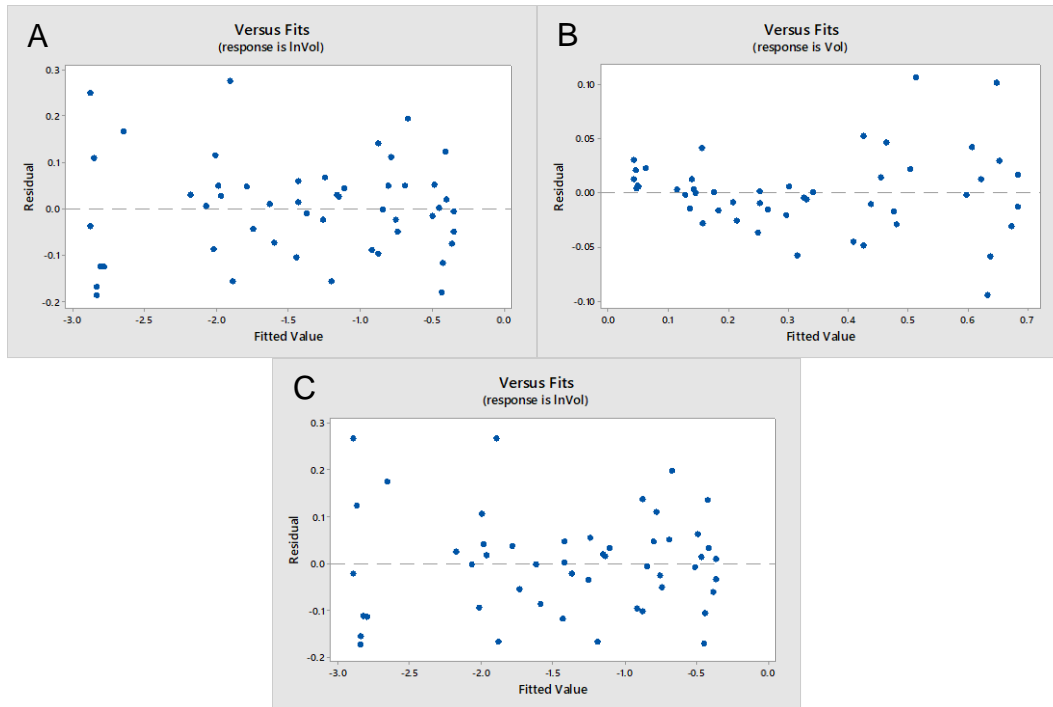 A
Versus Fits
(response is lnVol)
0.3
0.2
0.1
0.0
-0.1
-0.2
Residual
-3.0 -2.5 -2.0 -1.5 -1.0 -0.5 0.0
Fitted Value
B
Versus Fits
(response is Vol)
0.10
0.05
0.00
-0.05
-0.10
Residual
0.0 0.1 0.2 0.3 0.4 0.5 0.6 0.7
Fitted Value
C
Versus Fits
(response is lnVol)
0.3
0.2
0.1
0.0
-0.1
-0.2
Residual
-3.0 -2.5 -2.0 -1.5 -1.0 -0.5 0.0
Fitted Value